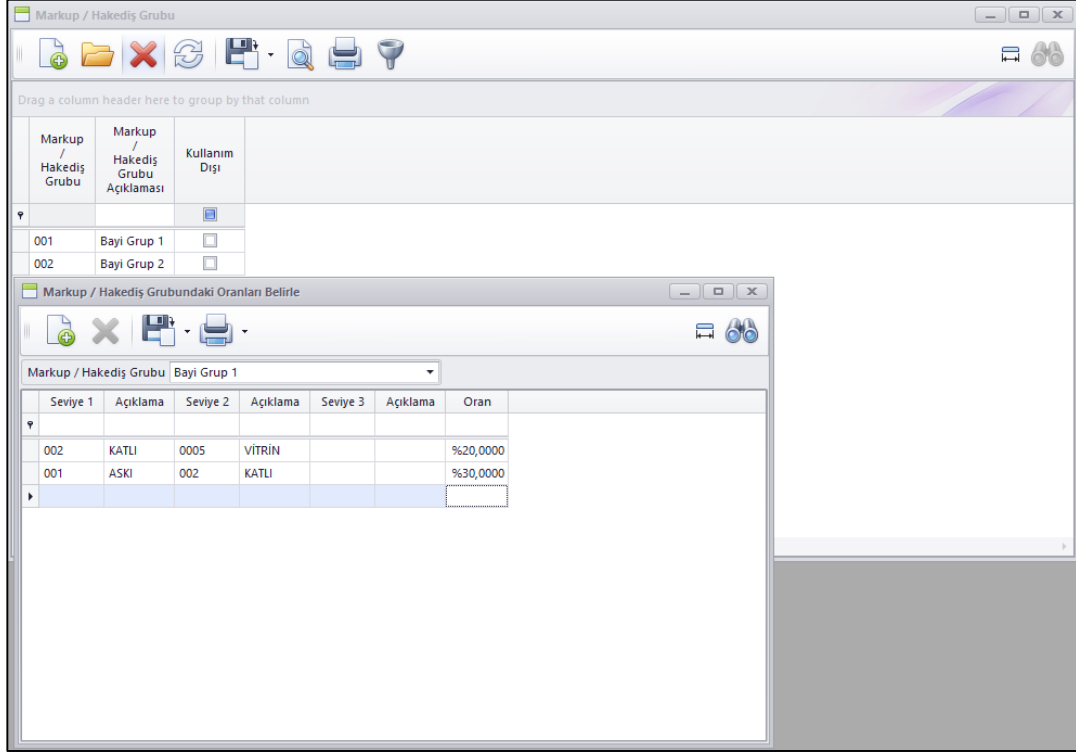 Markup / Hakediş Grubu
Drag a column header here to group by that column
Markup / Hakediş Grubu
Markup / Hakediş Grubu Açıklaması
Kullanım Dışı
001 Bayi Grup 1
002 Bayi Grup 2
Markup / Hakediş Grubundaki Oranları Belirle
Markup / Hakediş Grubu Bayi Grup 1
Seviye 1 Açıklama Seviye 2 Açıklama Seviye 3 Açıklama Oran
002 KATLI 0005 VİTRİN %20,0000
001 ASKI 002 KATLI %30,0000